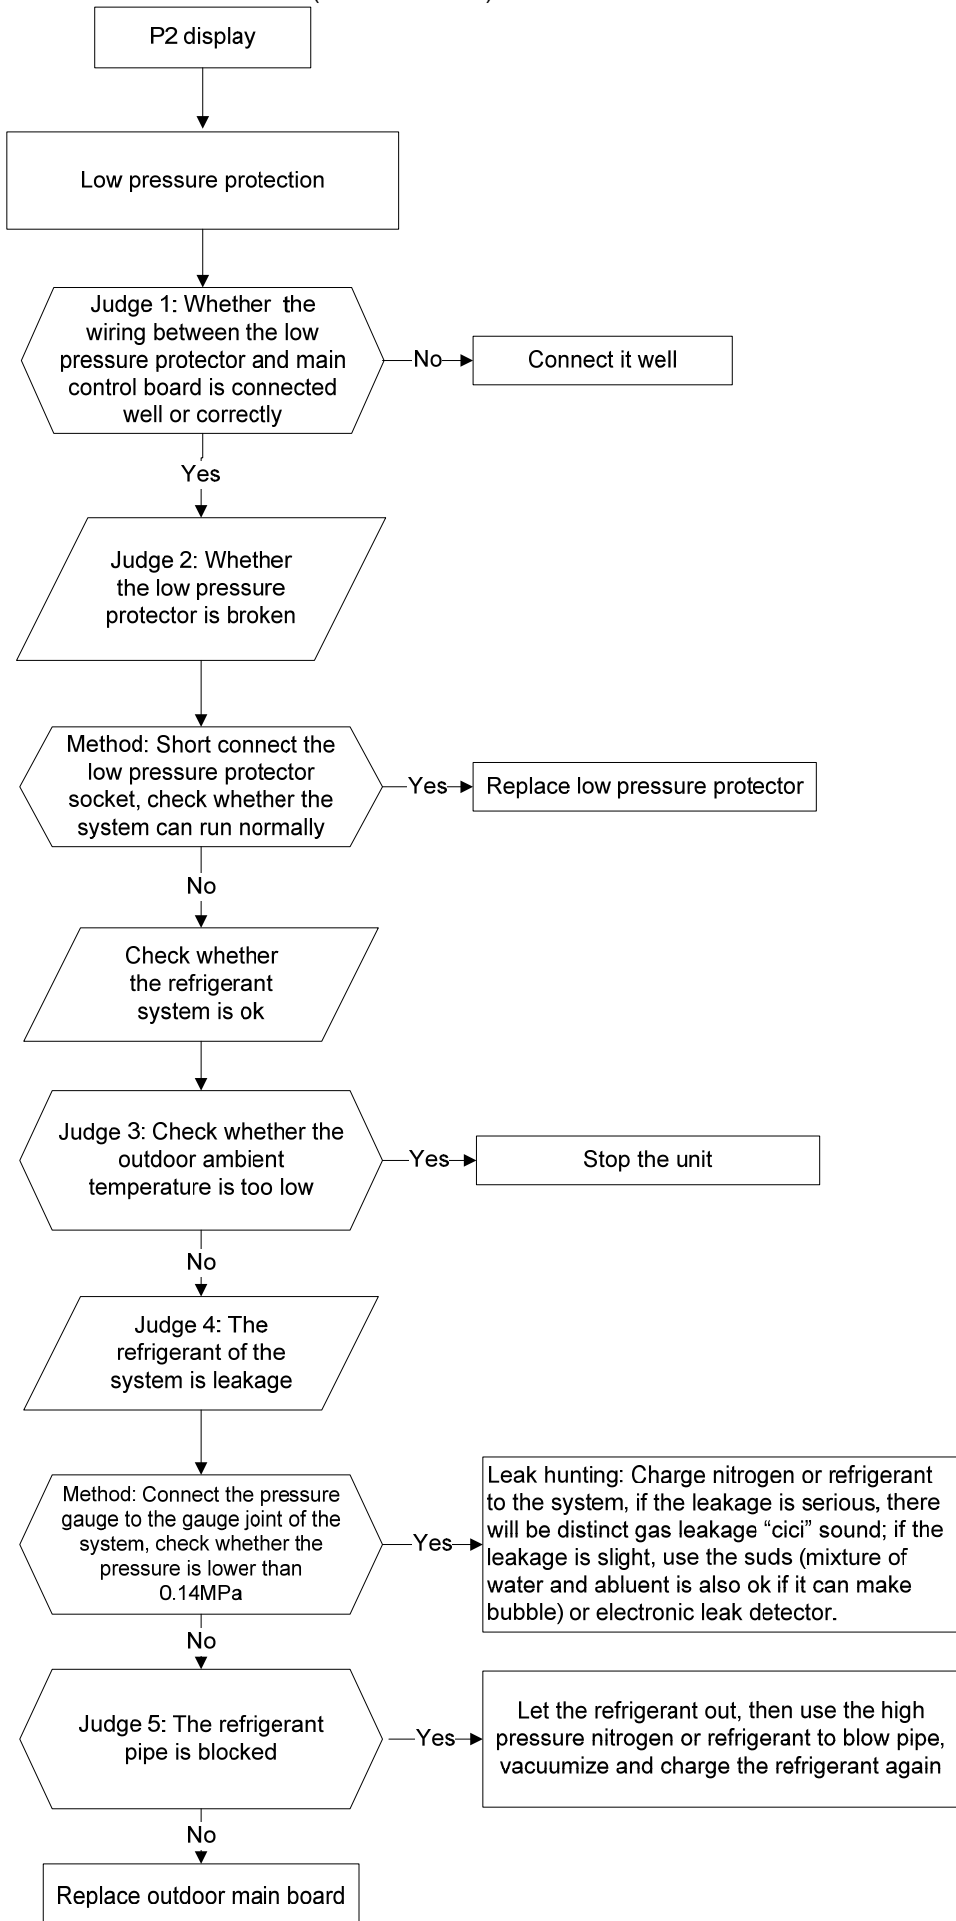 P2 display
Low pressure protection
Judge 1: Whether the
wiring between the low
pressure protector and main
control board is connected
well or correctly
No
Connect it well
Yes
Judge 2: Whether
the low pressure
protector is broken
Method: Short connect the
low pressure protector
socket, check whether the
system can run normally
Yes
Replace low pressure protector
No
Check whether
the refrigerant
system is ok
Judge 3: Check whether the
outdoor ambient
temperature is too low
Yes
Stop the unit
No
Judge 4: The
refrigerant of the
system is leakage
Method: Connect the pressure
gauge to the gauge joint of the
system, check whether the
pressure is lower than
0.14MPa
Yes
Leak hunting: Charge nitrogen or refrigerant
to the system, if the leakage is serious, there
will be distinct gas leakage “cici” sound; if the
leakage is slight, use the suds (mixture of
water and abluent is also ok if it can make
bubble) or electronic leak detector.
No
Judge 5: The refrigerant
pipe is blocked
Yes
Let the refrigerant out, then use the high
pressure nitrogen or refrigerant to blow pipe,
vacuumize and charge the refrigerant again
No
Replace outdoor main board